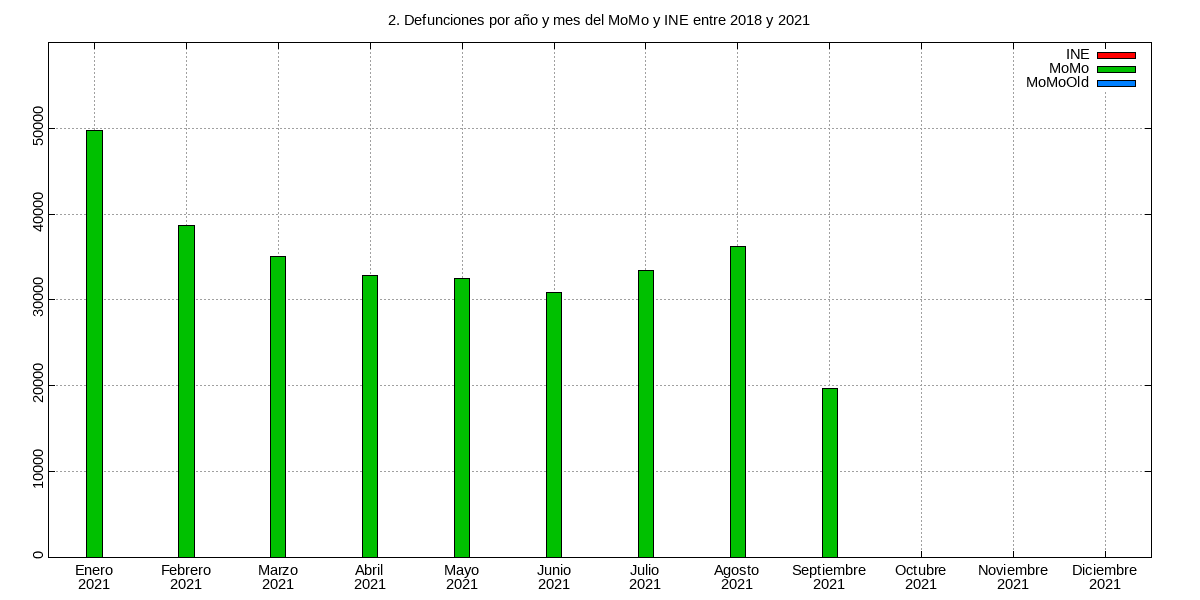 2. Defunciones por año y mes del MoMo y INE entre 2018 y 2021
INE
MoMo
MoMoOld
50000
40000
30000
20000
10000
0
Enero Febrero Marzo Abril Mayo Junio Julio Agosto Septiembre Octubre Noviembre Diciembre
2021 2021 2021 2021 2021 2021 2021 2021 2021 2021 2021 2021